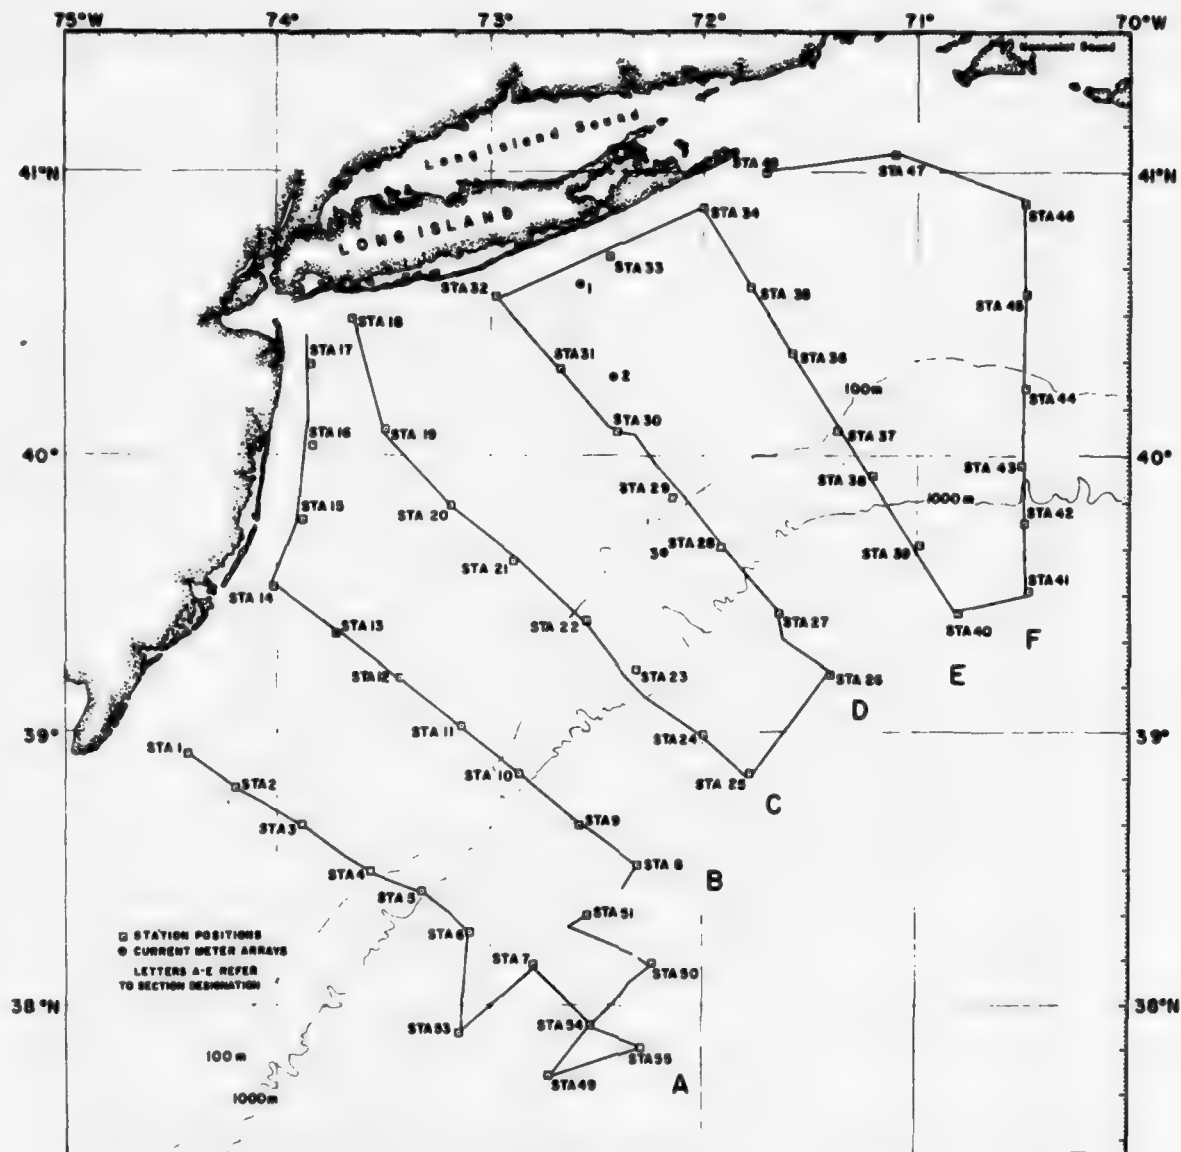 75°W 74° 73° 72° 71° 70°W
Nantucket Sound
Long Island Sound
41°N 41°N
STA 47
LONG ISLAND
STA 46
STA 34
STA 33
STA 32 1
STA 35 STA 45
STA 18
STA 17
STA 36
STA 31 2
100m STA 44
STA 30
STA 19 STA 37
STA 16
40° 40°
STA 43
STA 38
STA 29
1000m
STA 20 STA 42
STA 15
3 STA 28 STA 39
STA 21
STA 14 STA 41
STA 22 STA 27 STA 40 F
STA 13
E
STA 12 STA 23 STA 26
D
STA 11 STA 24
39° 39°
STA 1
STA 10 STA 25
STA 2 C
STA 3 STA 9
STA 4 STA 8
B
STA 5
STA 51
STA 6
STATION POSITIONS
CURRENT METER ARRAYS
LETTERS A-E REFER
TO SECTION DESIGNATION
STA 7 STA 50
38°N 38°N
STA 53 STA 54
STA 55
100m
STA 49 A
1000m